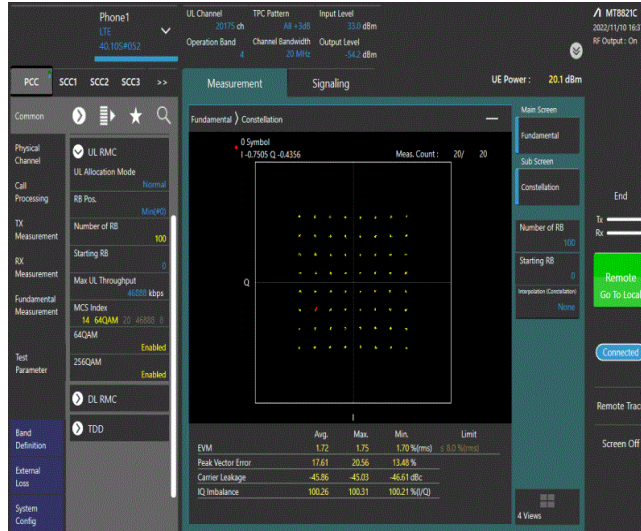 Phone1
LTE
40.10S#052
UL Channel TPC Pattern Input Level
20175 ch All +3dB 33.0 dBm
Operation Band Channel Bandwidth Output Level
4 20 MHz -54.2 dBm
MT8821C
2022/11/10 16:3
RF Output : On
PCC SCC1 SCC2 SCC3 >>
Measurement Signaling
UE Power : 20.1 dBm
Common
Physical
Channel
Call
Processing
TX
Measurement
RX
Measurement
Fundamental
Measurement
Test
Parameter
Band
Definition
External
Loss
System
Config
UL RMC
UL Allocation Mode
Normal
RB Pos.
Min(#0)
Number of RB
100
Starting RB
0
Max UL Throughput
46888 kbps
MCS Index
14 64QAM 20 46888 8
64QAM
Enabled
256QAM
Enabled
DL RMC
TDD
Fundamental > Constellation
0 Symbol
I -0.7505 Q -0.4356 Meas. Count : 20/ 20
Q
I
Avg. Max. Min. Limit
EVM 1.72 1.75 1.70 %(rms) ≤ 8.0 %(rms)
Peak Vector Error 17.61 20.56 13.48 %
Carrier Leakage -45.86 -45.03 -46.61 dBc
IQ Imbalance 100.26 100.31 100.21 %(I/Q)
Main Screen
Fundamental
Sub Screen
Constellation
Number of RB
100
Starting RB
0
Interpolation (Constellation)
None
4 Views
End
Tx
Rx
Remote
Go To Local
Connected
Remote Trac
Screen Off